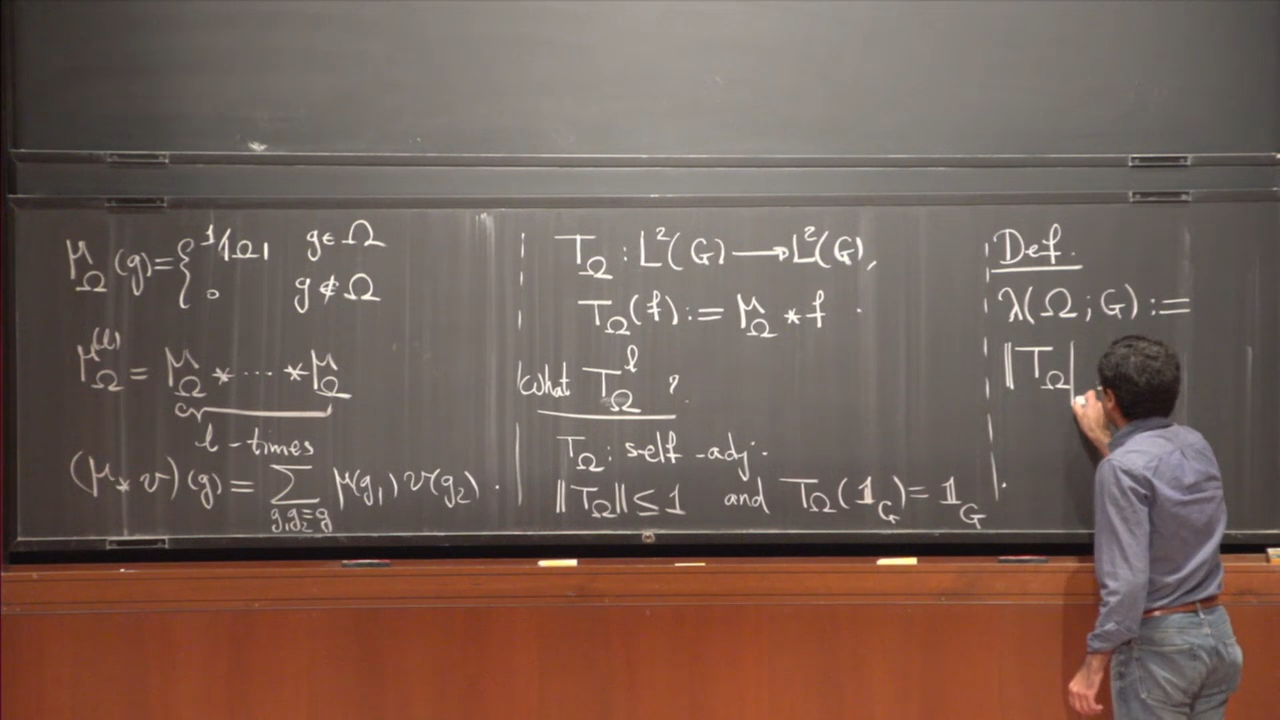 μ_Ω(g) = { 1/|Ω| g∈Ω
0 g∉Ω
μ_Ω^(l) = μ_Ω * ⋯ * μ_Ω
l-times
(μ * ν)(g) = ∑_{g₁g₂=g} μ(g₁) ν(g₂).
T_Ω : L²(G) ⟶ L²(G),
T_Ω(f) := μ_Ω * f .
What T_Ω^l ?
T_Ω : self-adj.
‖T_Ω‖ ≤ 1 and T_Ω(𝟙_G) = 𝟙_G.
Def.
λ(Ω; G) :=
‖T_Ω|